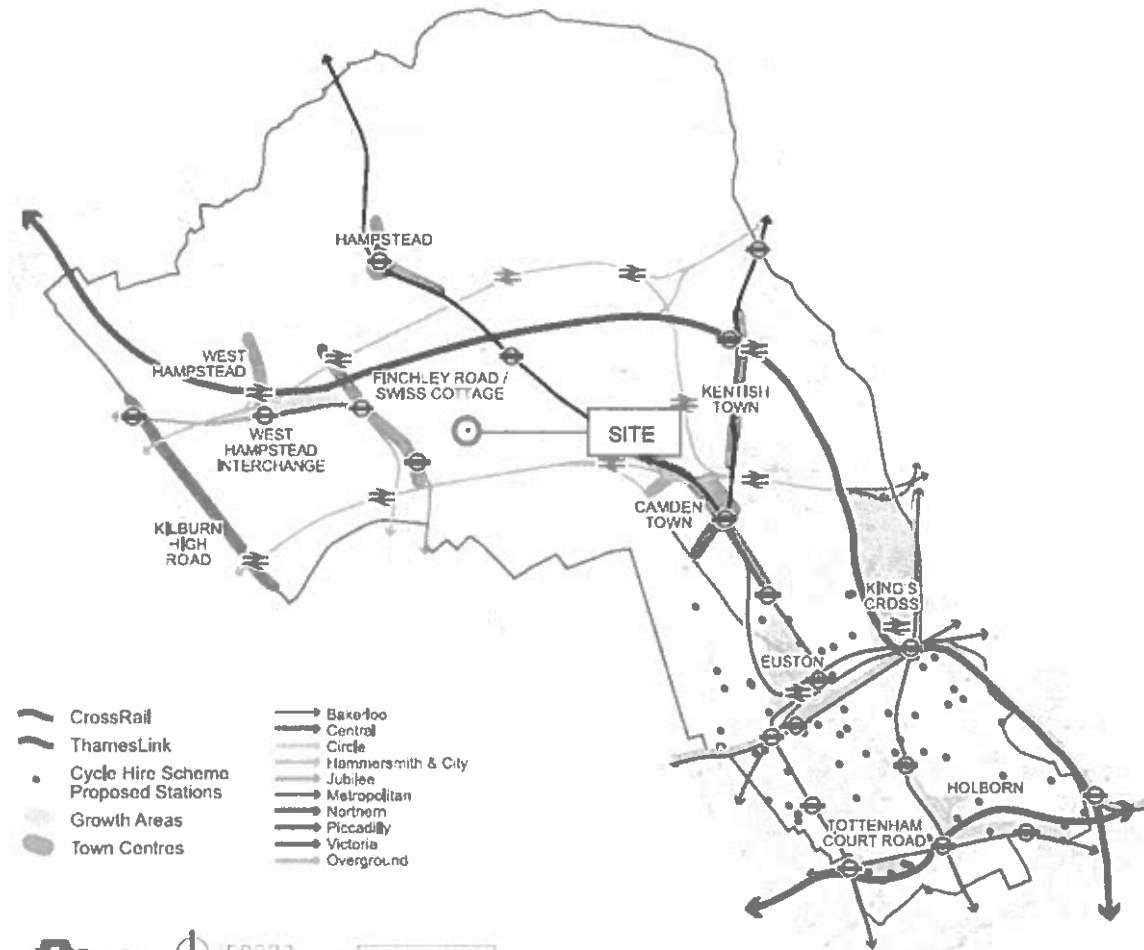 HAMPSTEAD
WEST
HAMPSTEAD
FINCHLEY ROAD /
SWISS COTTAGE
KENTISH
TOWN
SITE
WEST
HAMPSTEAD
INTERCHANGE
CAMDEN
TOWN
KILBURN
HIGH
ROAD
KING'S
CROSS
EUSTON
HOLBORN
TOTTENHAM
COURT ROAD
CrossRail
ThamesLink
Cycle Hire Scheme
Proposed Stations
Growth Areas
Town Centres
Bakerloo
Central
Circle
Hammersmith & City
Jubilee
Metropolitan
Northern
Piccadilly
Victoria
Overground